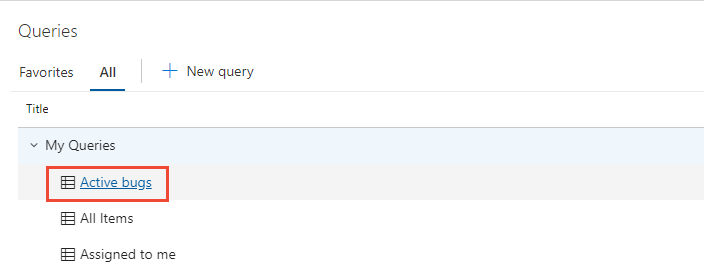 Queries
Favorites All + New query
Title
My Queries
Active bugs
All Items
Assigned to me